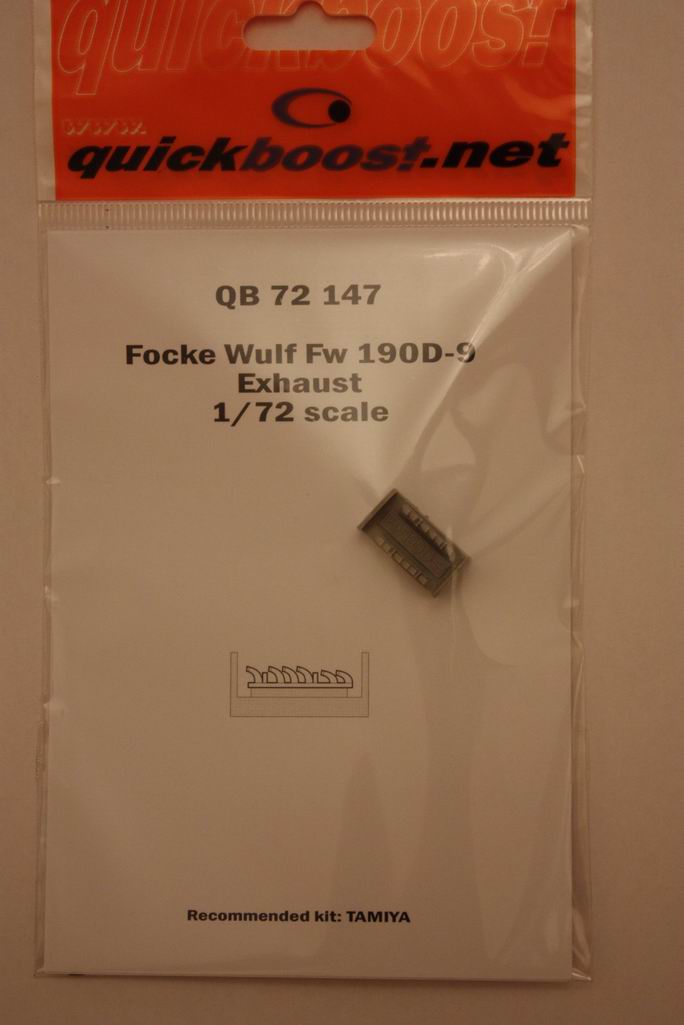 quickboost
www.
quickboost.net
QB 72 147
Focke Wulf Fw 190D-9
Exhaust
1/72 scale
Recommended kit: TAMIYA